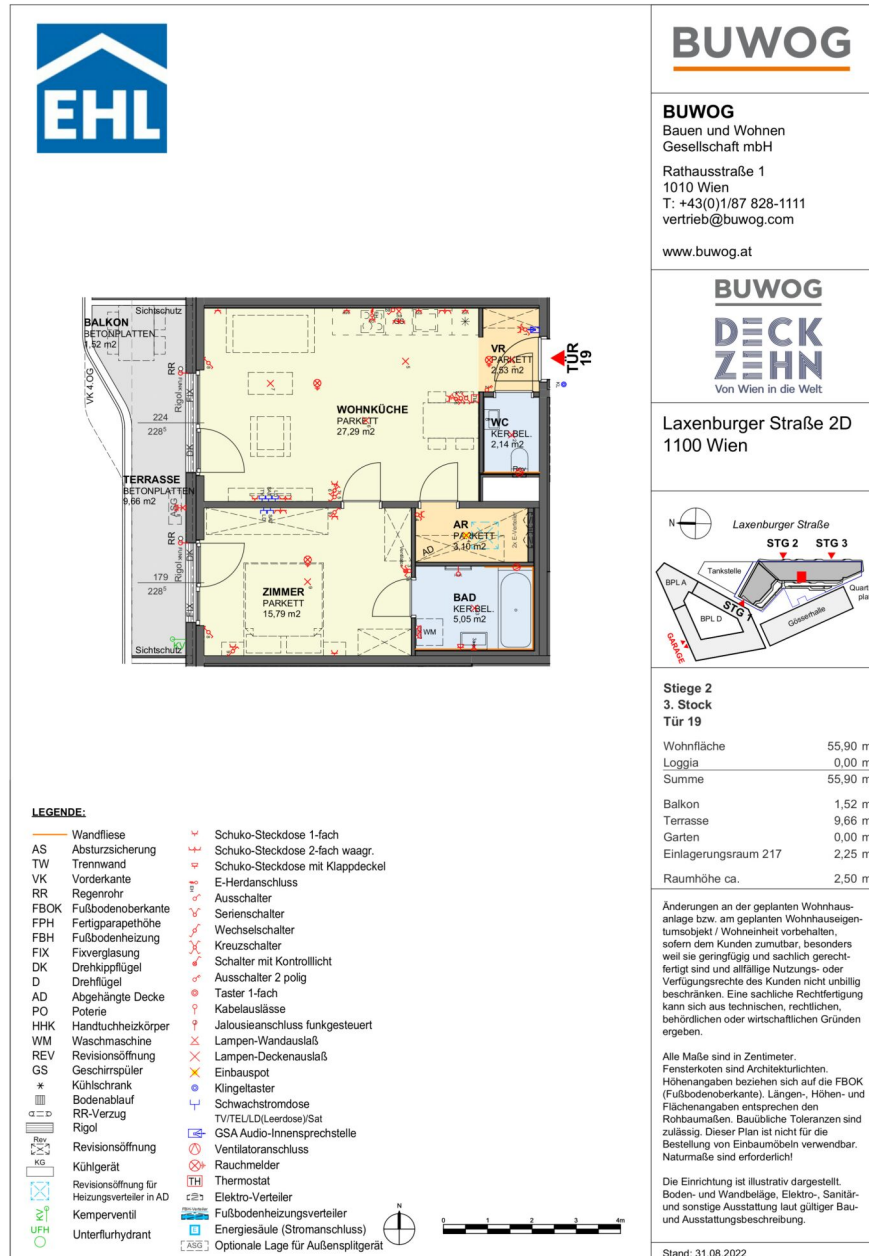 EHL
BUWOG
BUWOG
Bauen und Wohnen
Gesellschaft mbH
Rathausstraße 1
1010 Wien
T: +43(0)1/87 828-1111
vertrieb@buwog.com
www.buwog.at
BUWOG
DECK
ZEHN
Von Wien in die Welt
Laxenburger Straße 2D
1100 Wien
N
Laxenburger Straße
STG 2 STG 3
Tankstelle
BPL A
BPL D
STG 1
Gösserhalle
GARAGE
Stiege 2
3. Stock
Tür 19
Wohnfläche 55,90 m
Loggia 0,00 m
Summe 55,90 m
Balkon 1,52 m
Terrasse 9,66 m
Garten 0,00 m
Einlagerungsraum 217 2,25 m
Raumhöhe ca. 2,50 m
Änderungen an der geplanten Wohnhaus-
anlage bzw. am geplanten Wohnhauseigen-
tumsobjekt / Wohneinheit vorbehalten,
sofern dem Kunden zumutbar, besonders
weil sie geringfügig und sachlich gerecht-
fertigt sind und allfällige Nutzungs- oder
Verfügungsrechte des Kunden nicht unbillig
beschränken. Eine sachliche Rechtfertigung
kann sich aus technischen, rechtlichen,
behördlichen oder wirtschaftlichen Gründen
ergeben.
Alle Maße sind in Zentimeter.
Fensterkoten sind Architekturlichten.
Höhenangaben beziehen sich auf die FBOK
(Fußbodenoberkante). Längen-, Höhen- und
Flächenangaben entsprechen den
Rohbaumaßen. Bauübliche Toleranzen sind
zulässig. Dieser Plan ist nicht für die
Bestellung von Einbaumöbeln verwendbar.
Naturmaße sind erforderlich!
Die Einrichtung ist illustrativ dargestellt.
Boden- und Wandbeläge, Elektro-, Sanitär-
und sonstige Ausstattung laut gültiger Bau-
und Ausstattungsbeschreibung.
Stand: 31.08.2022
Sichtschutz
BALKON
BETONPLATTEN
1,52 m2
VK 4.OG
RR
Rigol
FIX
224
228⁵
DK
TERRASSE
BETONPLATTEN
9,66 m2
ASG
RR
Rigol
DK
179
228⁵
FIX
KV
Sichtschutz
WOHNKÜCHE
PARKETT
27,29 m2
VR
PARKETT
2,53 m2
TÜR
19
WC
KER.BEL.
2,14 m2
Rev
AR
PARKETT
3,10 m2
AD
2x E-Verteiler
ZIMMER
PARKETT
15,79 m2
BAD
KER.BEL.
5,05 m2
WM
LEGENDE:
Wandfliese
AS Absturzsicherung
TW Trennwand
VK Vorderkante
RR Regenrohr
FBOK Fußbodenoberkante
FPH Fertigparapethöhe
FBH Fußbodenheizung
FIX Fixverglasung
DK Drehkippflügel
D Drehflügel
AD Abgehängte Decke
PO Poterie
HHK Handtuchheizkörper
WM Waschmaschine
REV Revisionsöffnung
GS Geschirrspüler
* Kühlschrank
Bodenablauf
RR-Verzug
Rigol
Rev Revisionsöffnung
KG Kühlgerät
Revisionsöffnung für
Heizungsverteiler in AD
KV Kemperventil
UFH Unterflurhydrant
Schuko-Steckdose 1-fach
Schuko-Steckdose 2-fach waagr.
Schuko-Steckdose mit Klappdeckel
E-Herdanschluss
Ausschalter
Serienschalter
Wechselschalter
Kreuzschalter
Schalter mit Kontrolllicht
Ausschalter 2 polig
Taster 1-fach
Kabelauslässe
Jalousieanschluss funkgesteuert
Lampen-Wandauslaß
Lampen-Deckenauslaß
Einbauspot
Klingeltaster
Schwachstromdose
TV/TEL/LD(Leerdose)/Sat
GSA Audio-Innensprechstelle
Ventilatoranschluss
Rauchmelder
TH Thermostat
Elektro-Verteiler
Fußbodenheizungsverteiler
Energiesäule (Stromanschluss)
ASG Optionale Lage für Außensplitgerät
N
0 1 2 3 4m